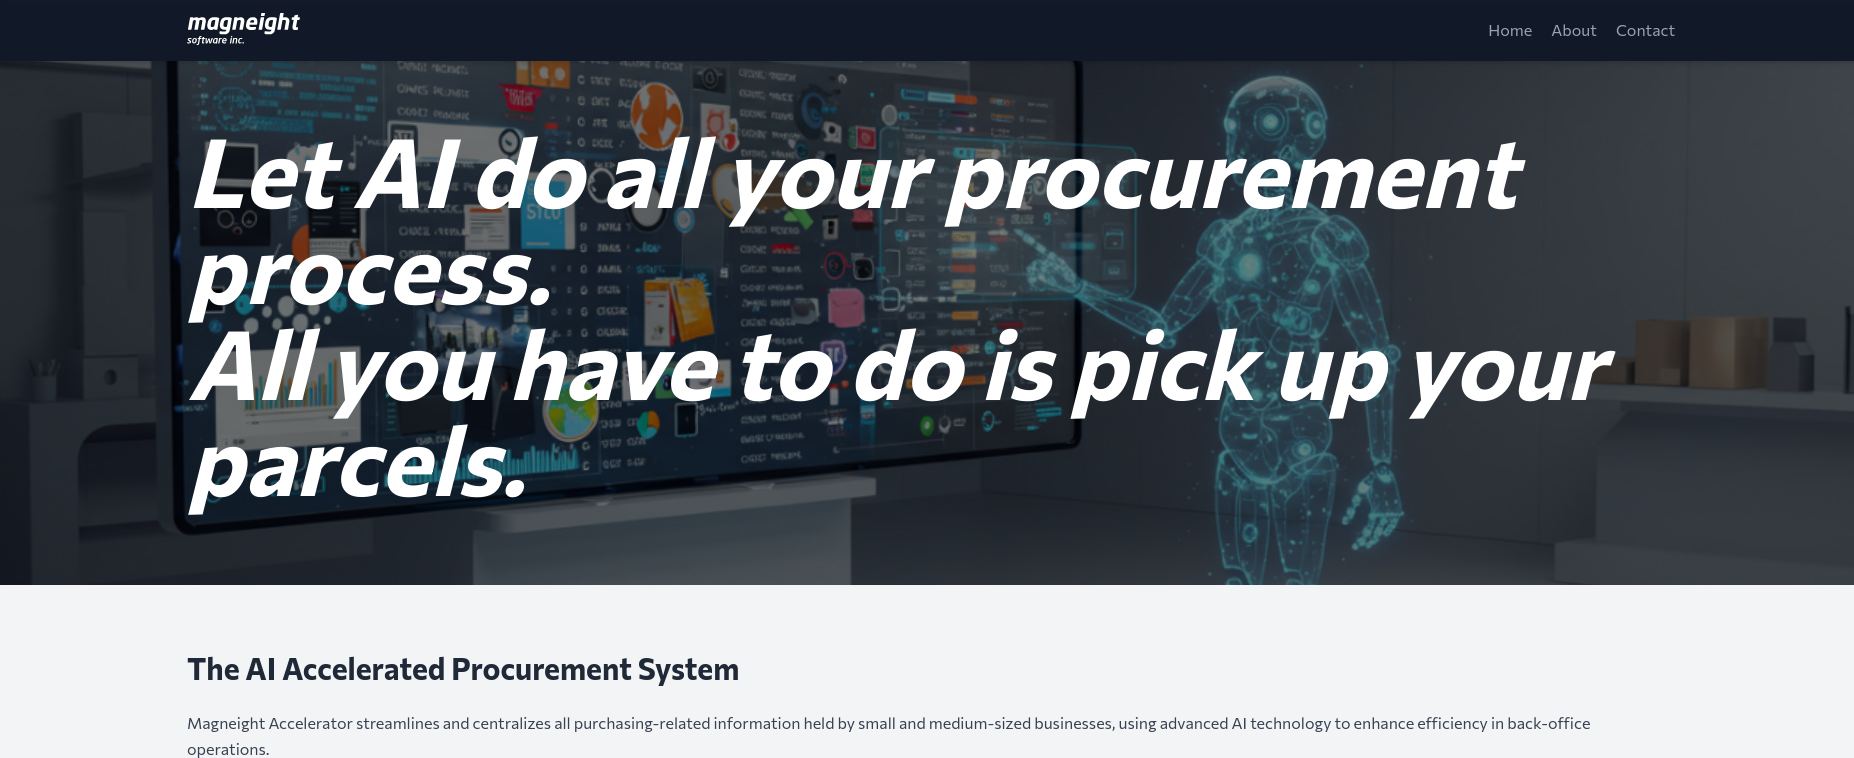 magneight
software inc.
Home About Contact
Let AI do all your procurement
process.
All you have to do is pick up your
parcels.
The AI Accelerated Procurement System
Magneight Accelerator streamlines and centralizes all purchasing-related information held by small and medium-sized businesses, using advanced AI technology to enhance efficiency in back-office
operations.